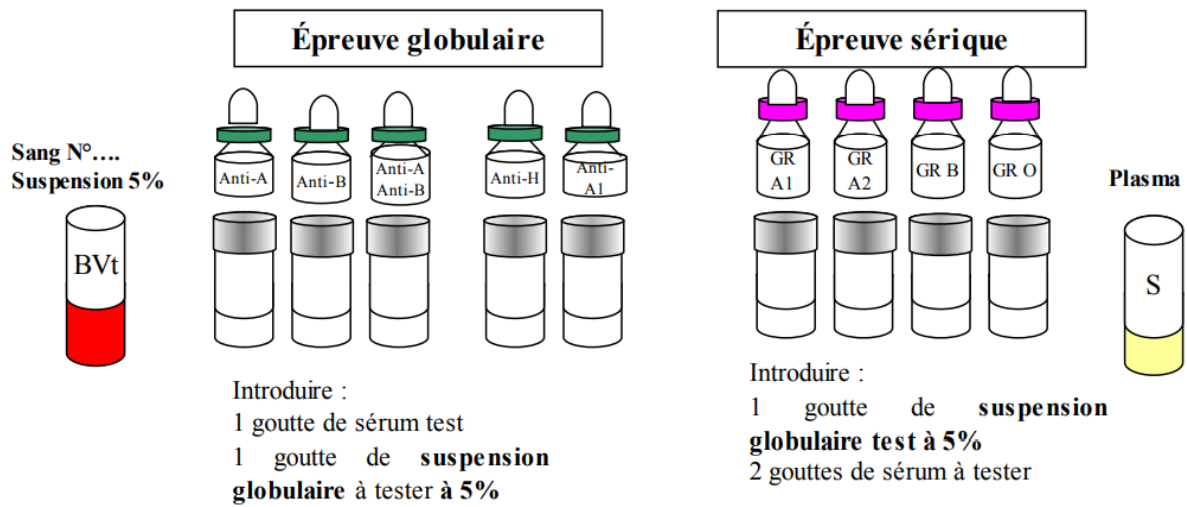 Épreuve globulaire
Épreuve sérique
Sang N°....
Suspension 5%
BVt
Anti-A
Anti-B
Anti-A
Anti-B
Anti-H
Anti-
A1
GR
A1
GR
A2
GR B
GR O
Plasma
S
Introduire :
1 goutte de sérum test
1 goutte de suspension
globulaire à tester à 5%
Introduire :
1 goutte de suspension
globulaire test à 5%
2 gouttes de sérum à tester